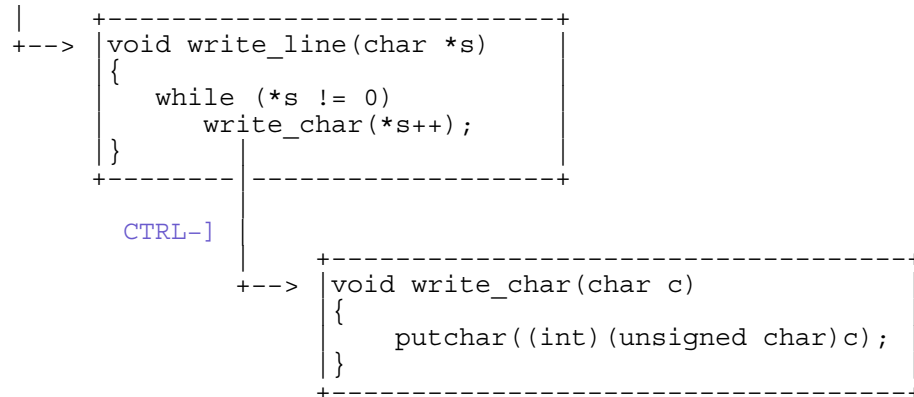 |     +----------------------------+
+-->  |void write_line(char *s)    |
      |{                           |
      |   while (*s != 0)          |
      |      write_char(*s++);     |
      |}       |                   |
      +--------|-------------------+
               |
        CTRL-] |
               |    +------------------------------------+
               +--> |void write_char(char c)             |
                    |{                                   |
                    |    putchar((int)(unsigned char)c); |
                    |}                                   |
                    +------------------------------------+